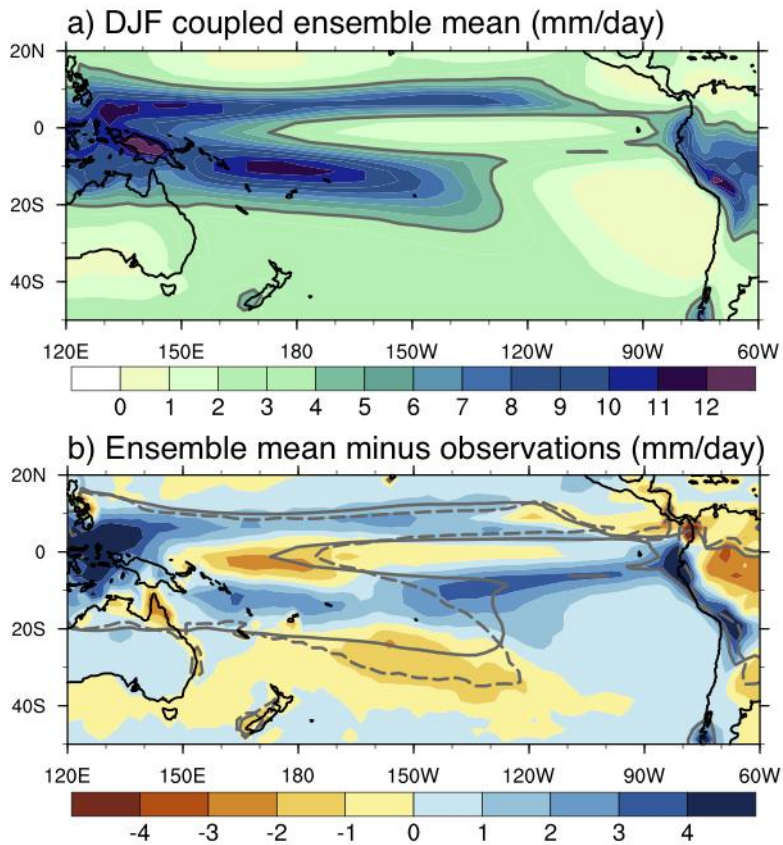 a) DJF coupled ensemble mean (mm/day)
20N
0
20S
40S
120E 150E 180 150W 120W 90W 60W
0 1 2 3 4 5 6 7 8 9 10 11 12
b) Ensemble mean minus observations (mm/day)
20N
0
20S
40S
120E 150E 180 150W 120W 90W 60W
-4 -3 -2 -1 0 1 2 3 4